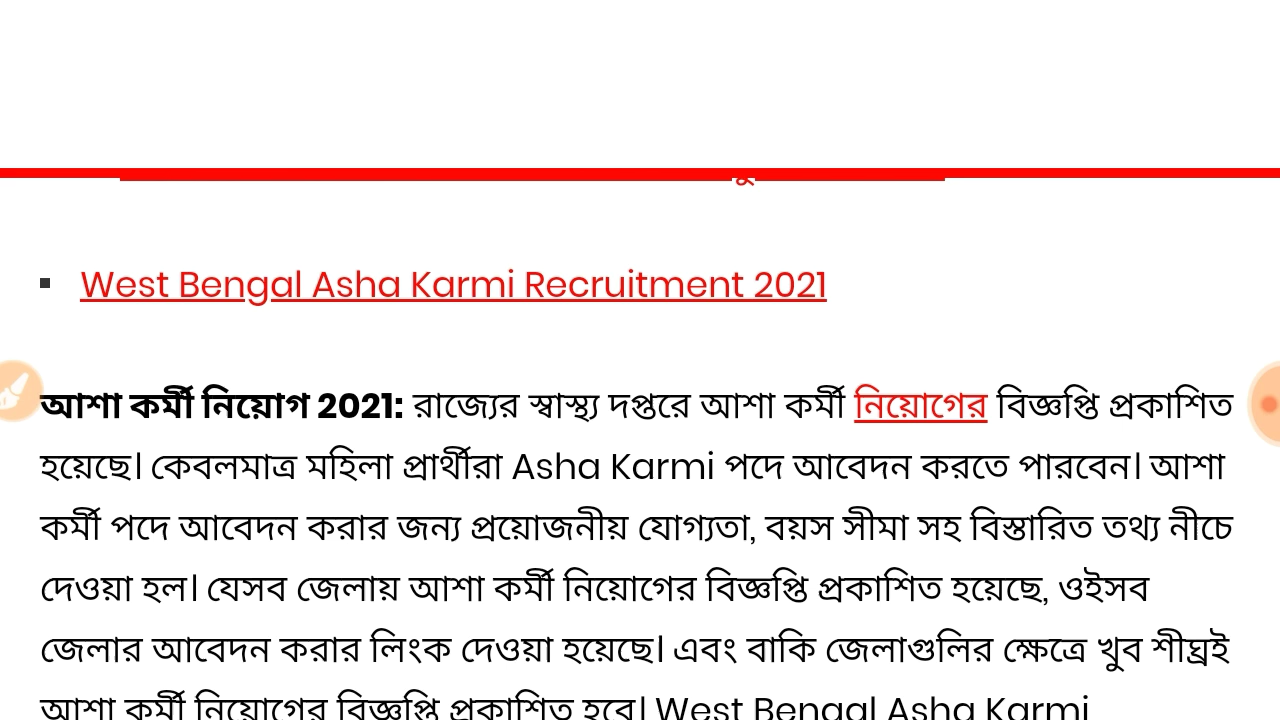 West Bengal Asha Karmi Recruitment 2021
আশা কর্মী নিয়োগ 2021: রাজ্যের স্বাস্থ্য দপ্তরে আশা কর্মী নিয়োগের বিজ্ঞপ্তি প্রকাশিত
হয়েছে। কেবলমাত্র মহিলা প্রার্থীরা Asha Karmi পদে আবেদন করতে পারবেন। আশা
কর্মী পদে আবেদন করার জন্য প্রয়োজনীয় যোগ্যতা, বয়স সীমা সহ বিস্তারিত তথ্য নীচে
দেওয়া হল। যেসব জেলায় আশা কর্মী নিয়োগের বিজ্ঞপ্তি প্রকাশিত হয়েছে, ওইসব
জেলার আবেদন করার লিংক দেওয়া হয়েছে। এবং বাকি জেলাগুলির ক্ষেত্রে খুব শীঘ্রই
আশা কর্মী নিয়োগের বিজ্ঞপ্তি প্রকাশিত হবে। West Bengal Asha Karmi